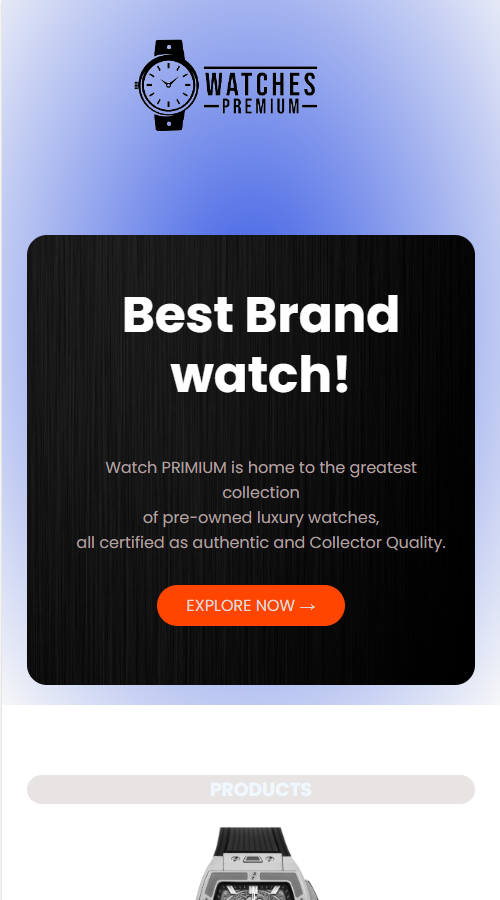 WATCHES
PREMIUM
Best Brand
watch!
Watch PRIMIUM is home to the greatest
collection
of pre-owned luxury watches,
all certified as authentic and Collector Quality.
EXPLORE NOW →
PRODUCTS